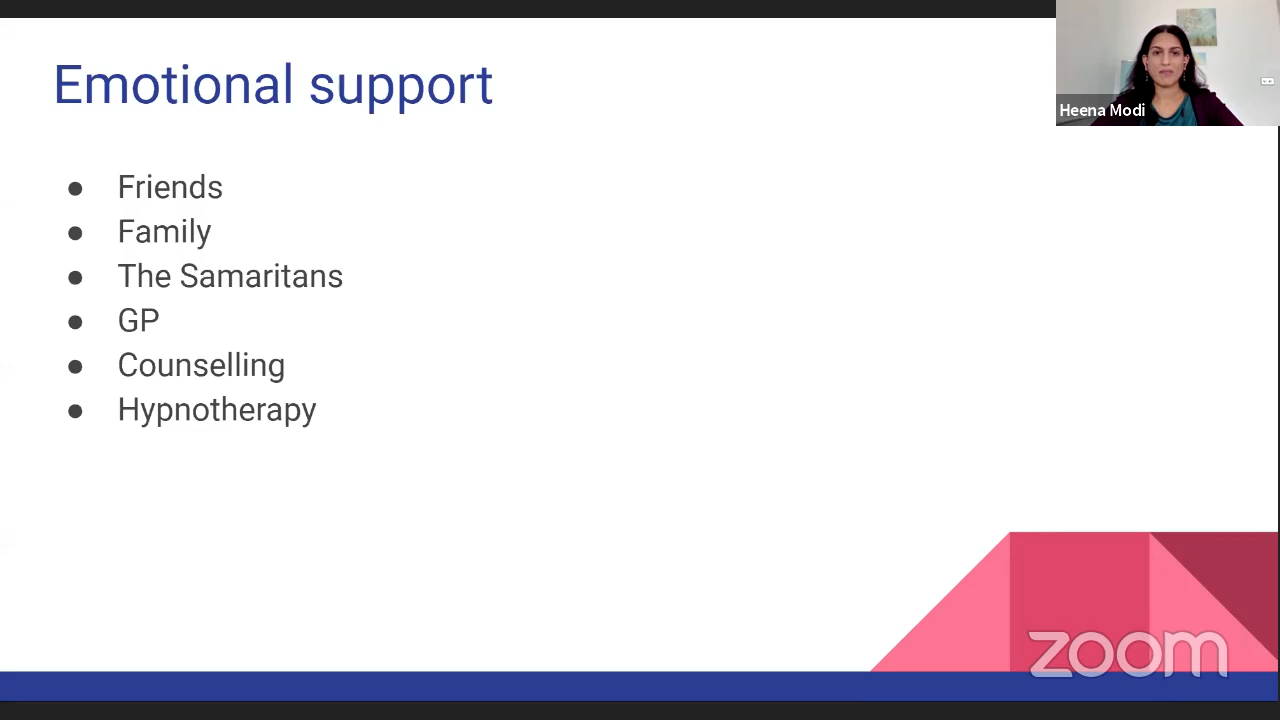 Emotional support
Heena Modi
● Friends
● Family
● The Samaritans
● GP
● Counselling
● Hypnotherapy
zoom